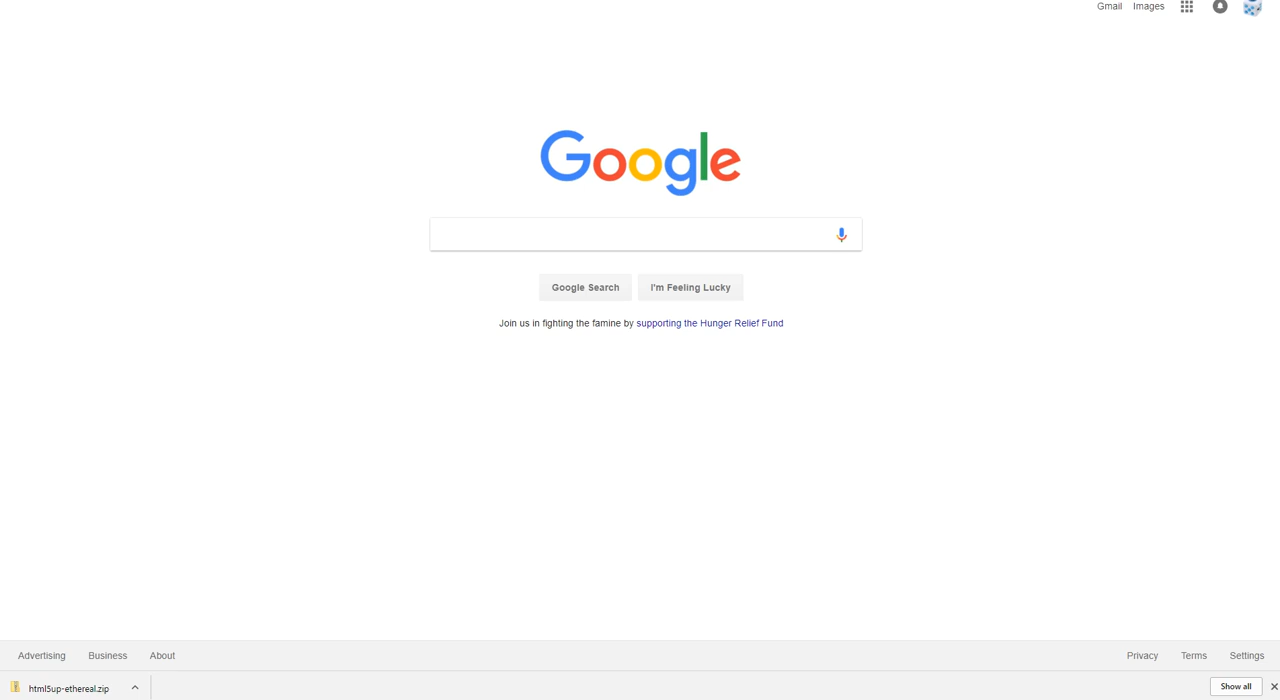 Gmail Images
Google
Google Search I'm Feeling Lucky
Join us in fighting the famine by supporting the Hunger Relief Fund
Advertising Business About Privacy Terms Settings
html5up-ethereal.zip Show all